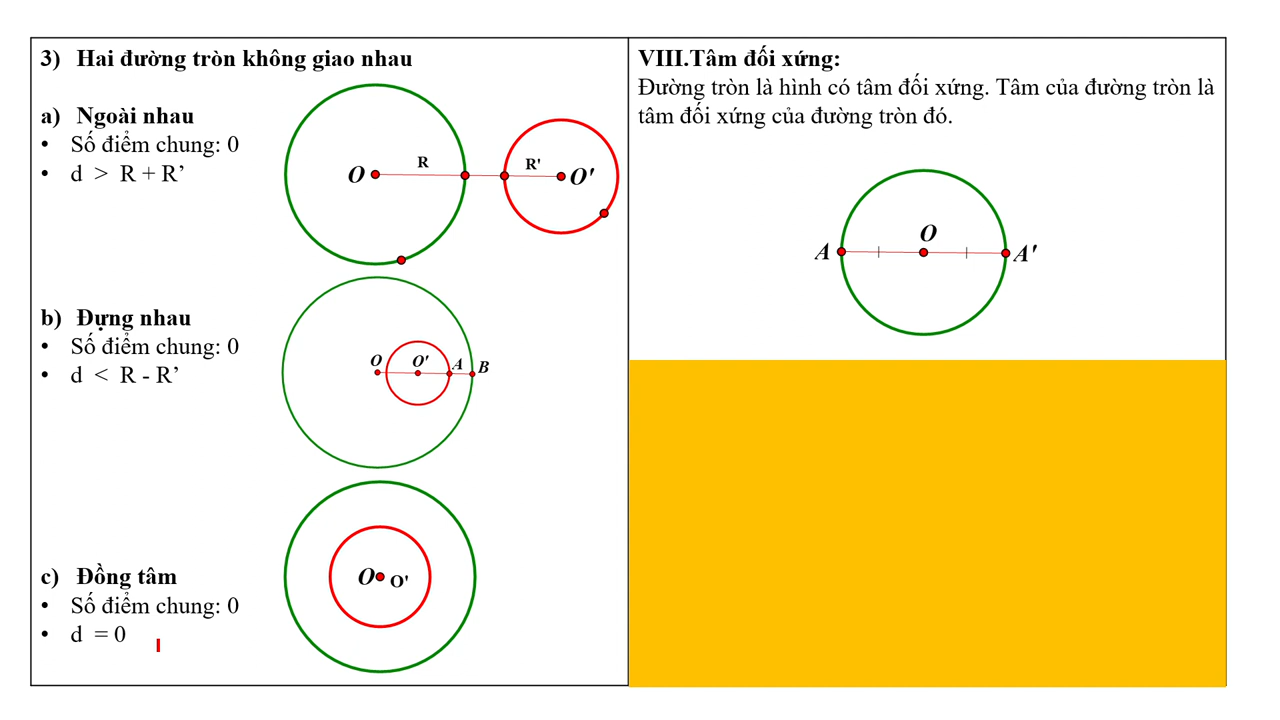 3) Hai đường tròn không giao nhau
a) Ngoài nhau
• Số điểm chung: 0
• d > R + R’
O R R' O'
b) Đựng nhau
• Số điểm chung: 0
• d < R - R’
O O' A B
c) Đồng tâm
• Số điểm chung: 0
• d = 0
O O'
VIII.Tâm đối xứng:
Đường tròn là hình có tâm đối xứng. Tâm của đường tròn là
tâm đối xứng của đường tròn đó.
O
A A'